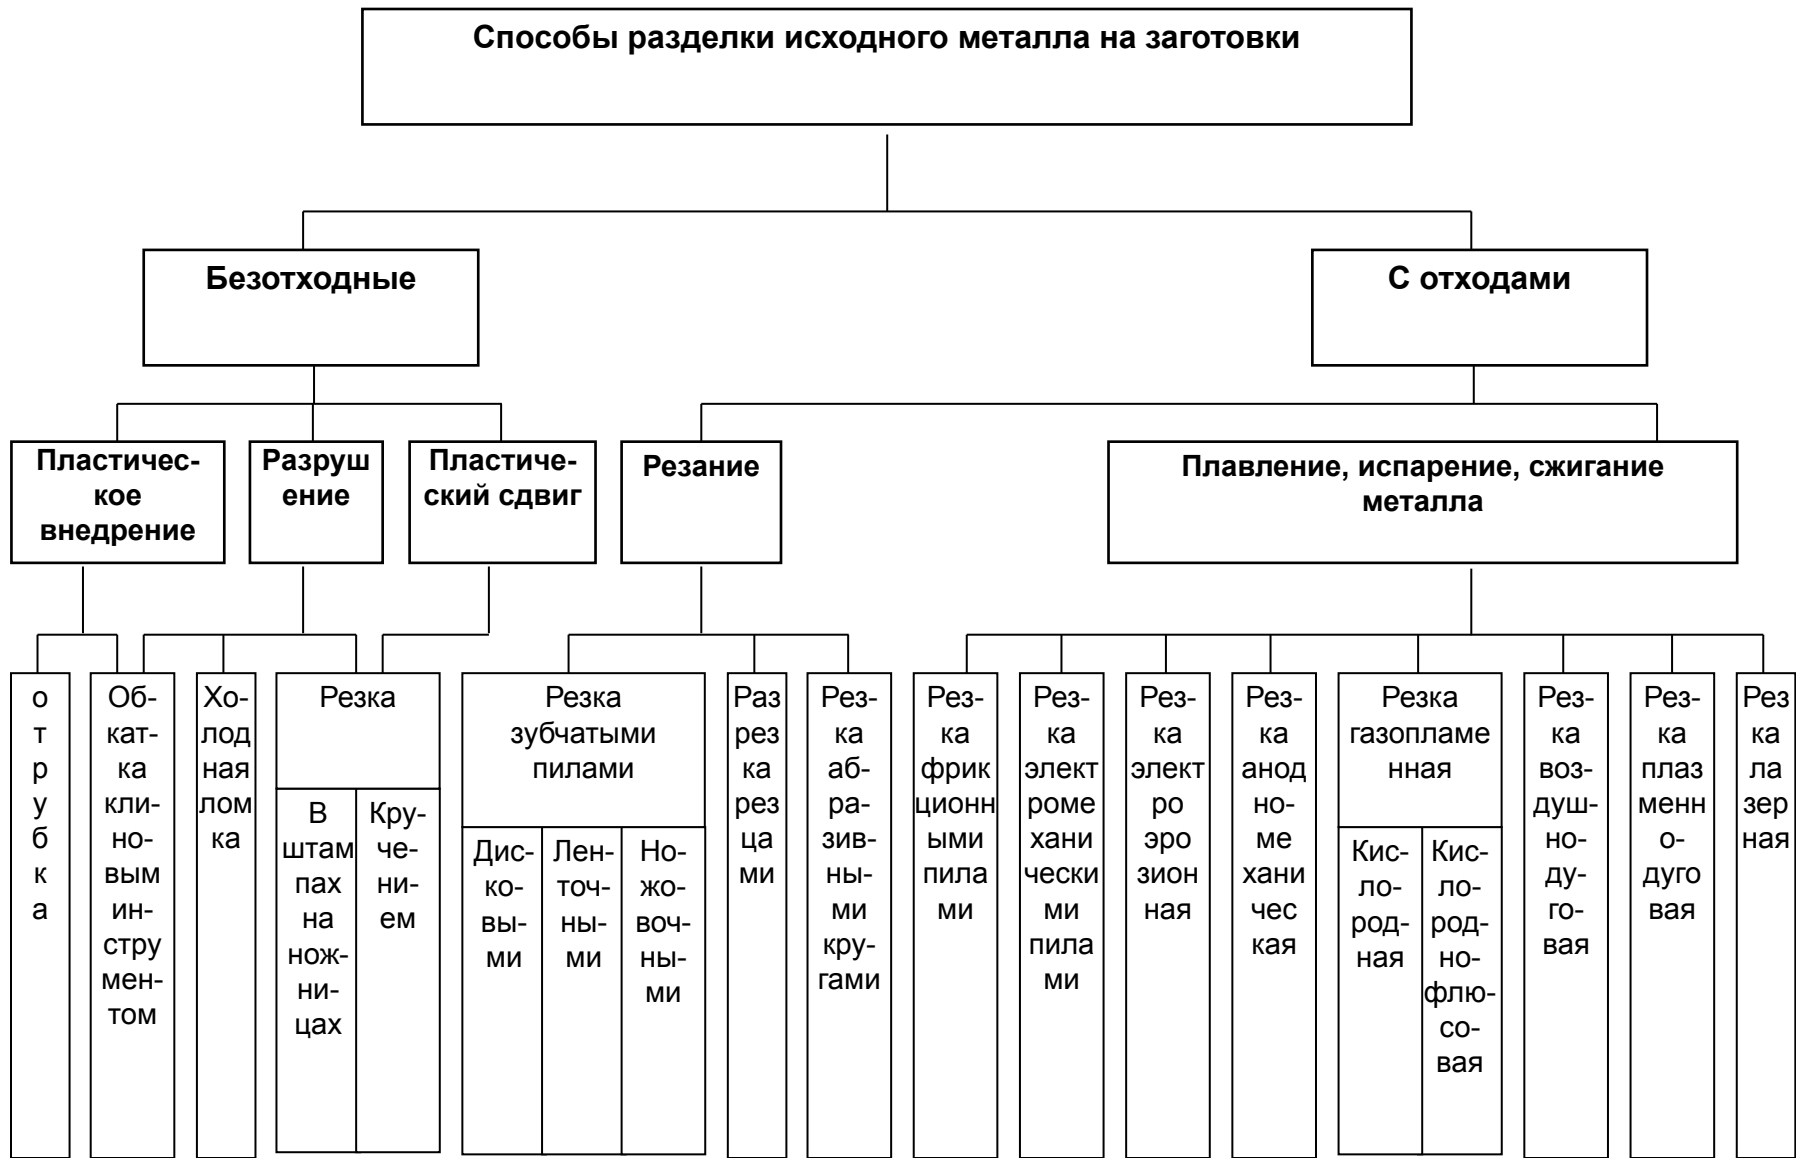 Способы разделки исходного металла на заготовки
Безотходные
С отходами
Пластичес-
кое
внедрение
Разруш
ение
Пластиче-
ский сдвиг
Резание
Плавление, испарение, сжигание
металла
о
т
р
у
б
к
а
Об-
кат-
ка
кли-
но-
вым
ин-
стру
мен-
том
Хо-
лод
ная
лом
ка
Резка
В
штам
пах
на
нож-
ни-
цах
Кру-
че-
ни-
ем
Резка
зубчатыми
пилами
Дис-
ко-
вы-
ми
Лен-
точ-
ны-
ми
Но-
жо-
воч-
ны-
ми
Раз
рез
ка
рез
ца
ми
Рез-
ка
аб-
ра-
зив-
ны-
ми
кру-
гами
Рез-
ка
фрик
ционн
ыми
пила
ми
Рез-
ка
элект
роме
хани
чески
ми
пила
ми
Рез-
ка
элект
ро
эро
зион
ная
Рез-
ка
анод
но-
ме
хани
чес
кая
Резка
газопламе
нная
Кис-
ло-
род-
ная
Кис-
ло-
род-
но-
флю-
со-
вая
Рез-
ка
воз-
душ-
но-
ду-
го-
вая
Рез-
ка
плаз
менн
о-
дуго
вая
Рез
ка
ла
зер
ная